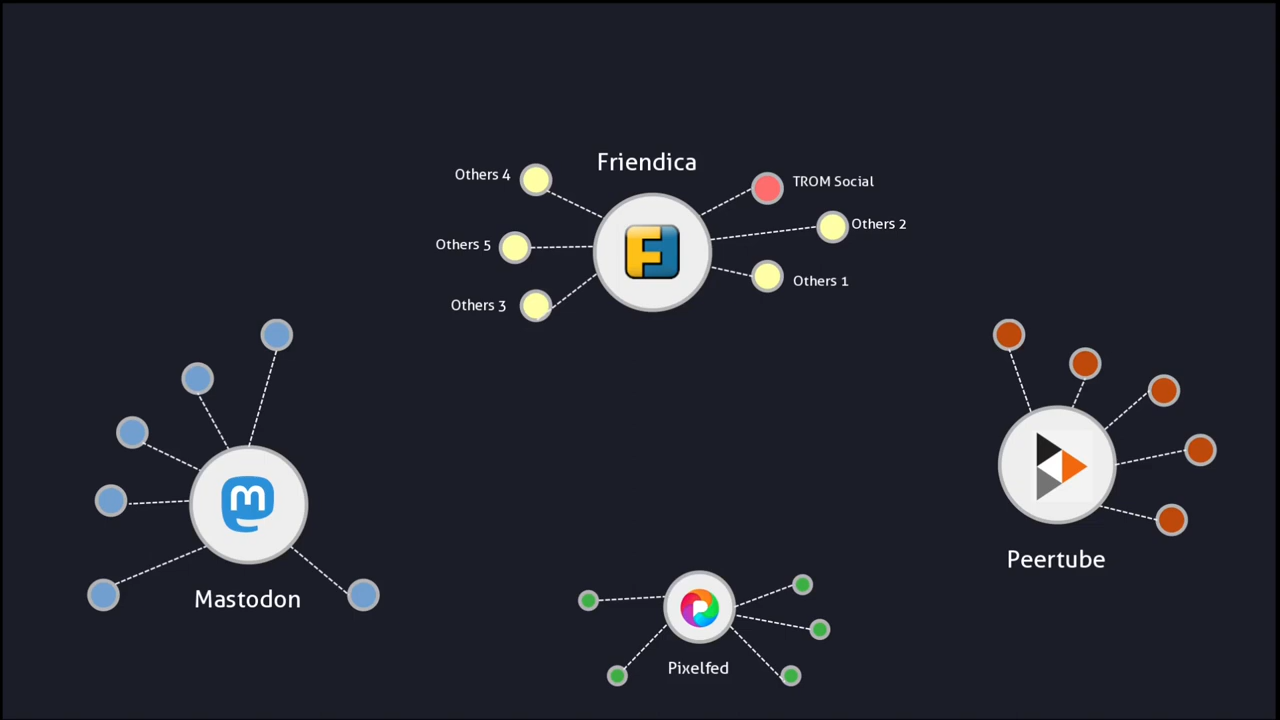 Friendica
Others 4
TROM Social
Others 2
Others 5
Others 1
Others 3
Mastodon
Peertube
Pixelfed